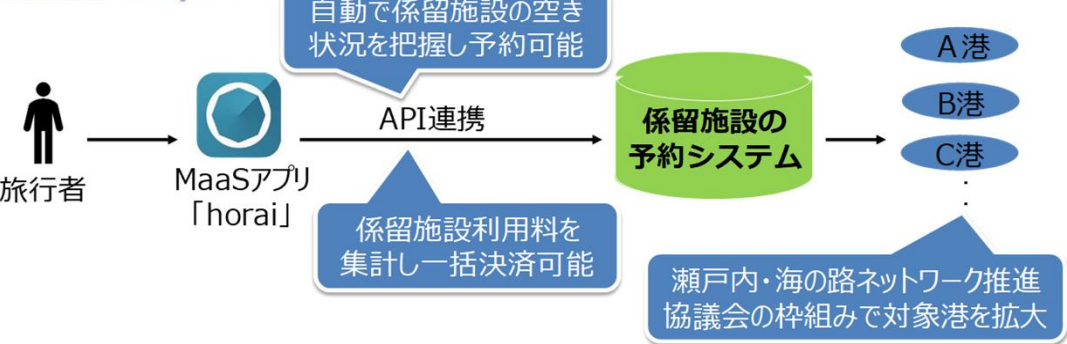 自動で係留施設の空き
状況を把握し予約可能
A港
B港
C港
API連携
係留施設の
予約システム
旅行者
MaaSアプリ
「horai」
係留施設利用料を
集計し一括決済可能
瀬戸内・海の路ネットワーク推進
協議会の枠組みで対象港を拡大